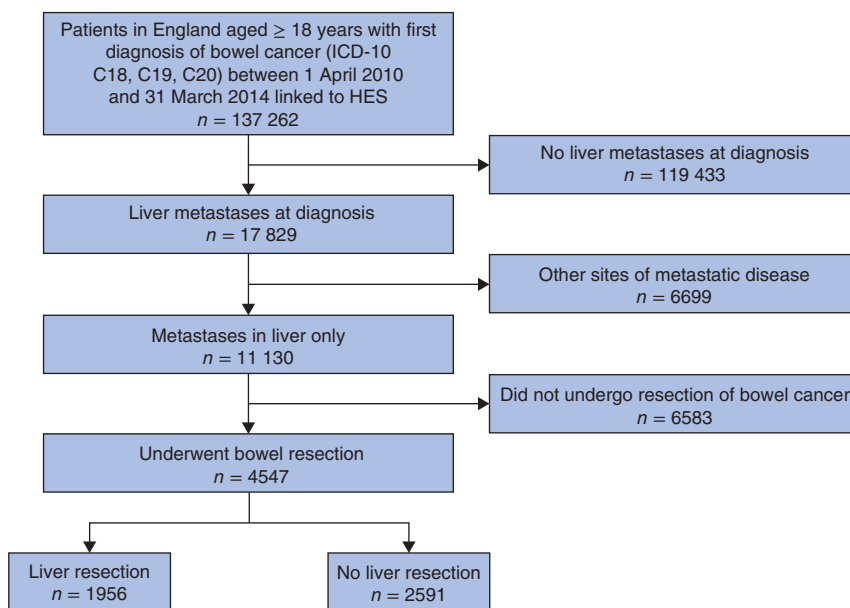 Patients in England aged ≥ 18 years with first
diagnosis of bowel cancer (ICD-10
C18, C19, C20) between 1 April 2010
and 31 March 2014 linked to HES
n = 137 262
No liver metastases at diagnosis
n = 119 433
Liver metastases at diagnosis
n = 17 829
Other sites of metastatic disease
n = 6699
Metastases in liver only
n = 11 130
Did not undergo resection of bowel cancer
n = 6583
Underwent bowel resection
n = 4547
Liver resection
n = 1956
No liver resection
n = 2591